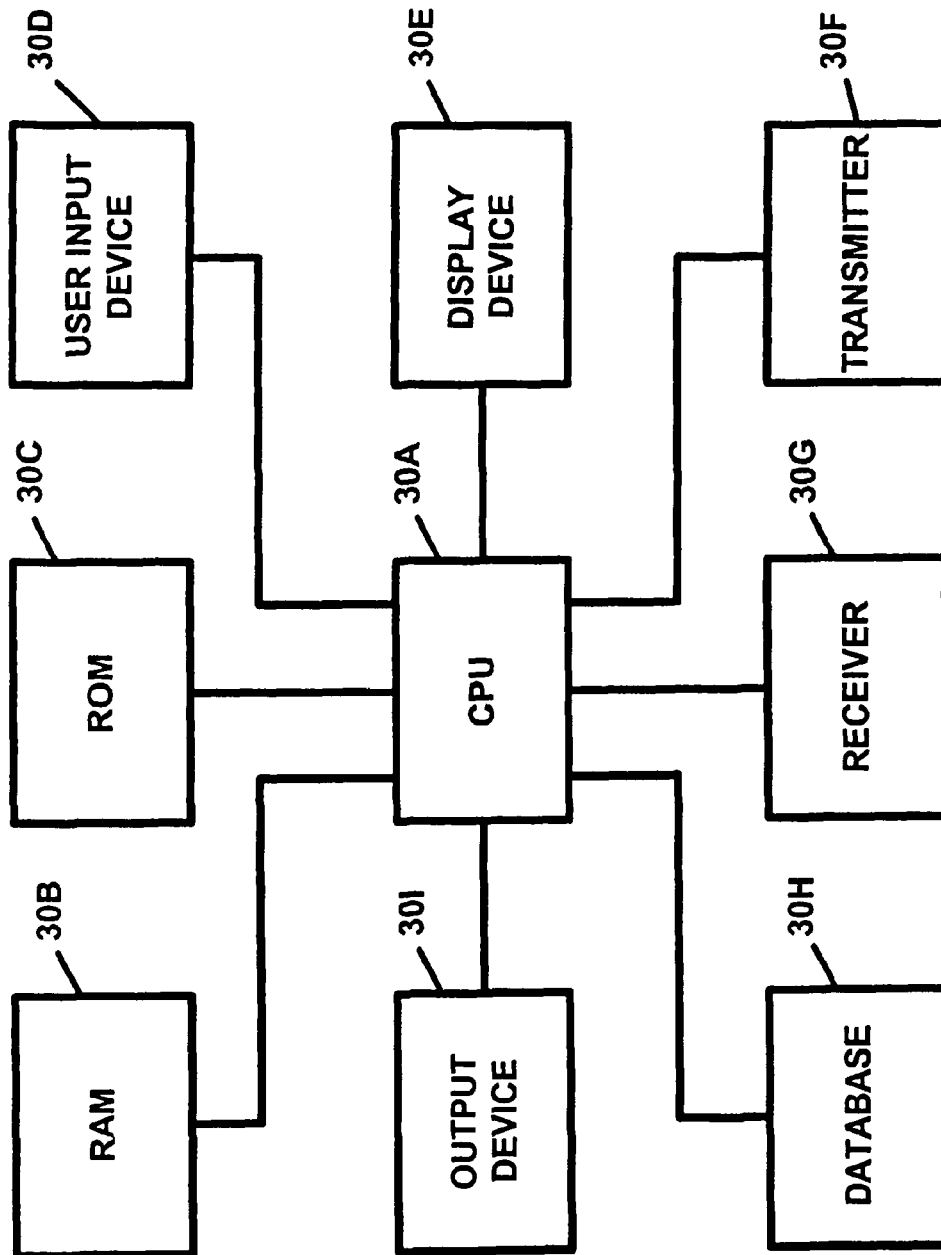 30B
RAM
30C
ROM
30D
USER INPUT
DEVICE
30I
OUTPUT
DEVICE
30A
CPU
30E
DISPLAY
DEVICE
30H
DATABASE
30G
RECEIVER
30F
TRANSMITTER